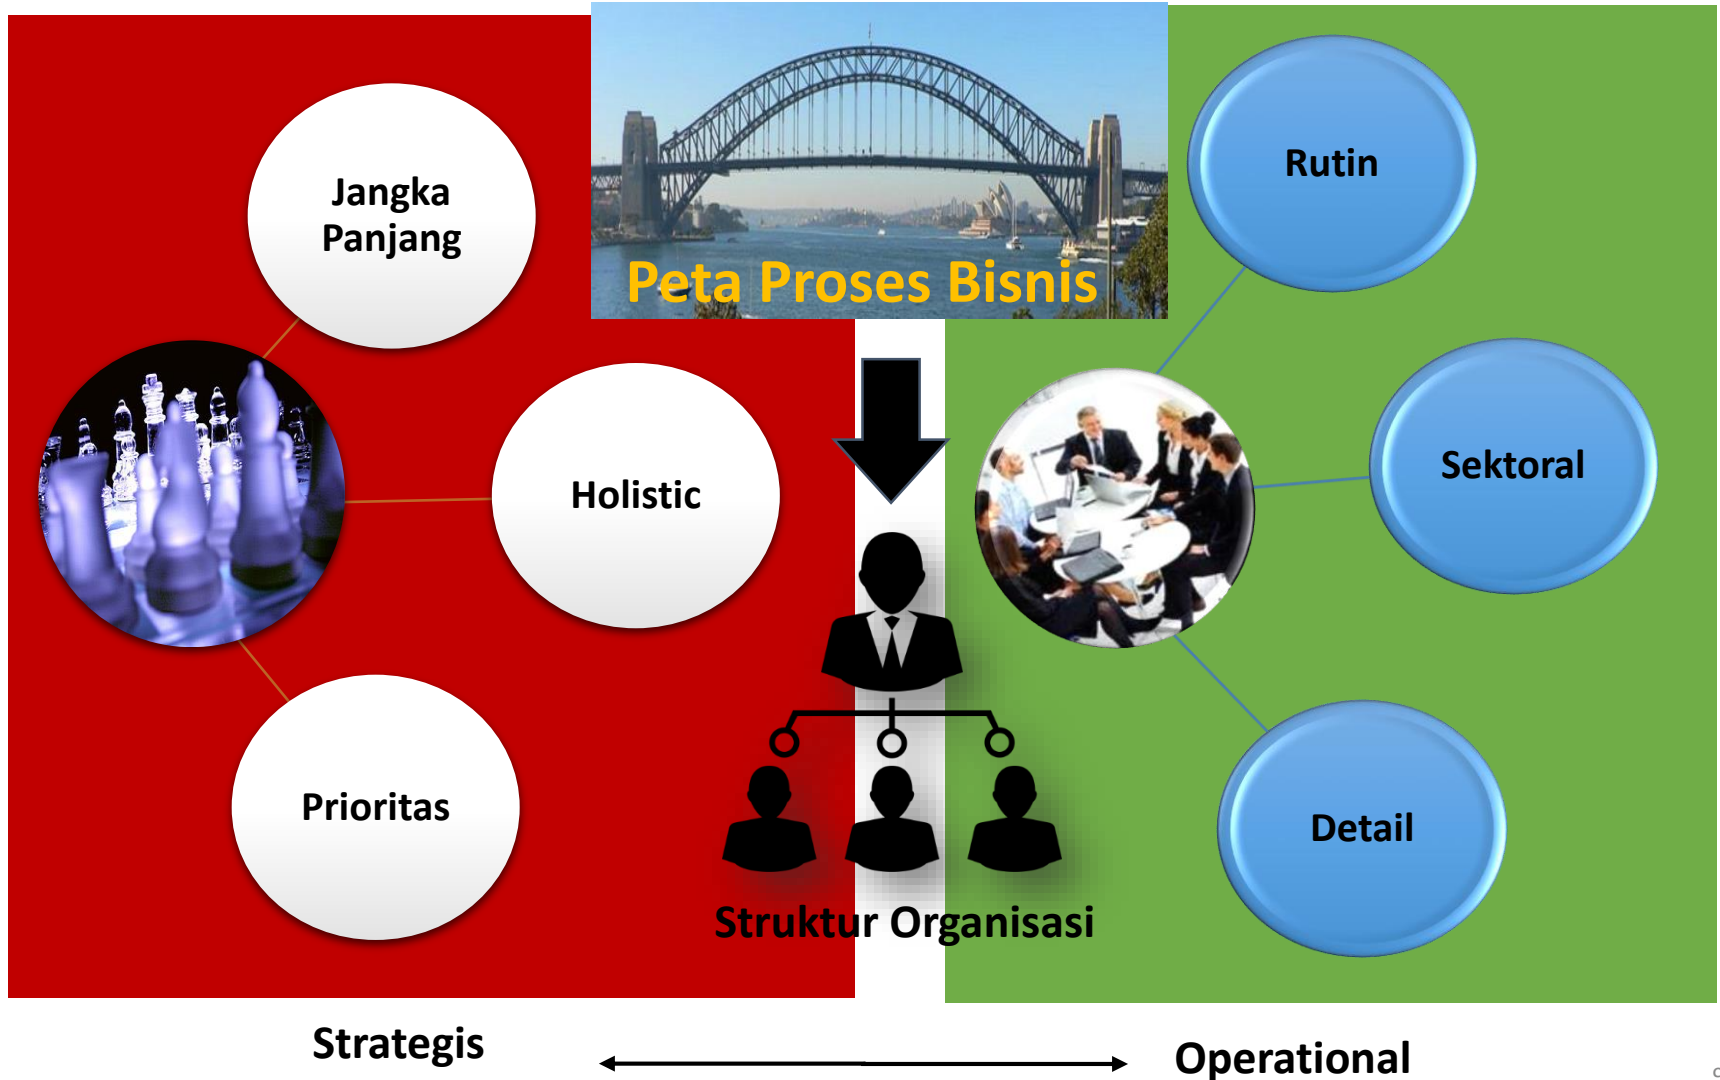 Peta Proses Bisnis
Jangka
Panjang
Holistic
Prioritas
Rutin
Sektoral
Detail
Struktur Organisasi
Strategis
Operational